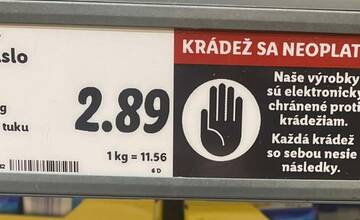 slo
2.89
g
tuku
1 kg = 11.56
6 D
KRÁDEŽ SA NEOPLAT
Naše výrobky
sú elektronicky
chránené proti
krádežiam.
Každá krádež
so sebou nesie
následky.